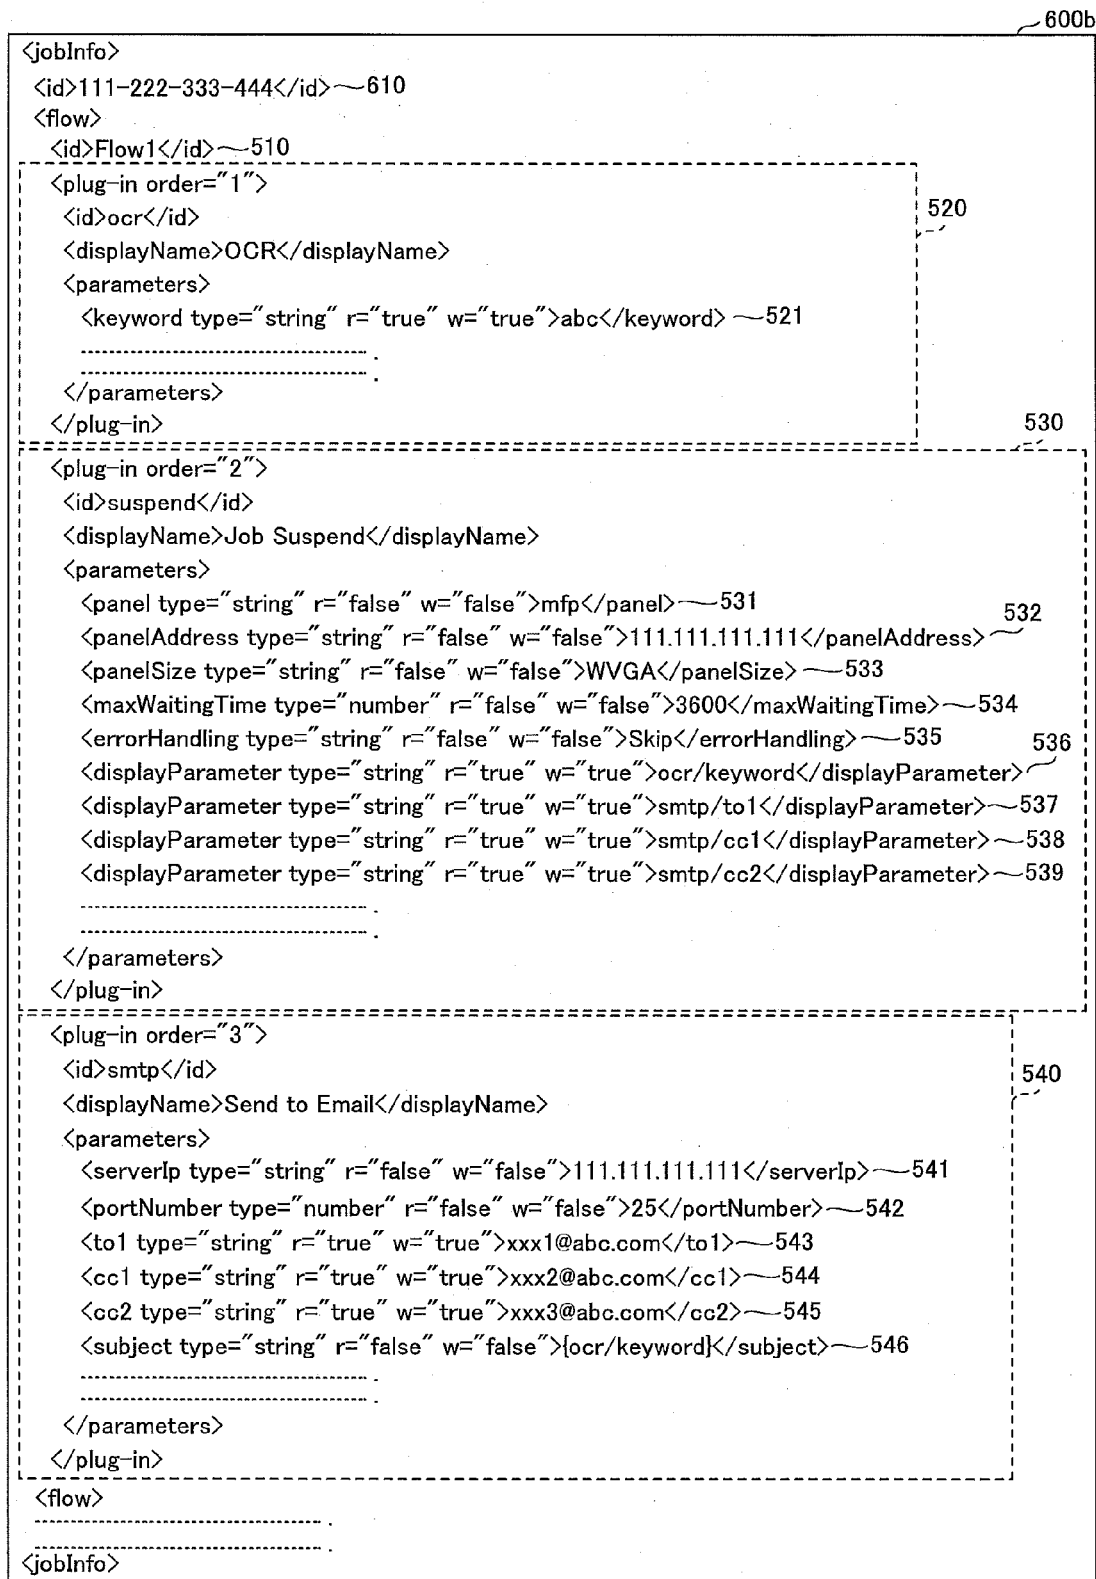 600b
<jobInfo>
<id>111-222-333-444</id> 610
<flow>
<id>Flow1</id> 510
<plug-in order="1">
520
<id>ocr</id>
<displayName>OCR</displayName>
<parameters>
<keyword type="string" r="true" w="true">abc</keyword> 521
</parameters>
</plug-in>
530
<plug-in order="2">
<id>suspend</id>
<displayName>Job Suspend</displayName>
<parameters>
<panel type="string" r="false" w="false">mfp</panel> 531
<panelAddress type="string" r="false" w="false">111.111.111.111</panelAddress> 532
<panelSize type="string" r="false" w="false">WVGA</panelSize> 533
<maxWaitingTime type="number" r="false" w="false">3600</maxWaitingTime> 534
<errorHandling type="string" r="false" w="false">Skip</errorHandling> 535
<displayParameter type="string" r="true" w="true">ocr/keyword</displayParameter> 536
<displayParameter type="string" r="true" w="true">smtp/to1</displayParameter> 537
<displayParameter type="string" r="true" w="true">smtp/cc1</displayParameter> 538
<displayParameter type="string" r="true" w="true">smtp/cc2</displayParameter> 539
</parameters>
</plug-in>
<plug-in order="3">
<id>smtp</id>
540
<displayName>Send to Email</displayName>
<parameters>
<serverIp type="string" r="false" w="false">111.111.111.111</serverIp> 541
<portNumber type="number" r="false" w="false">25</portNumber> 542
<to1 type="string" r="true" w="true">xxx1@abc.com</to1> 543
<cc1 type="string" r="true" w="true">xxx2@abc.com</cc1> 544
<cc2 type="string" r="true" w="true">xxx3@abc.com</cc2> 545
<subject type="string" r="false" w="false">{ocr/keyword}</subject> 546
</parameters>
</plug-in>
<flow>
<jobInfo>